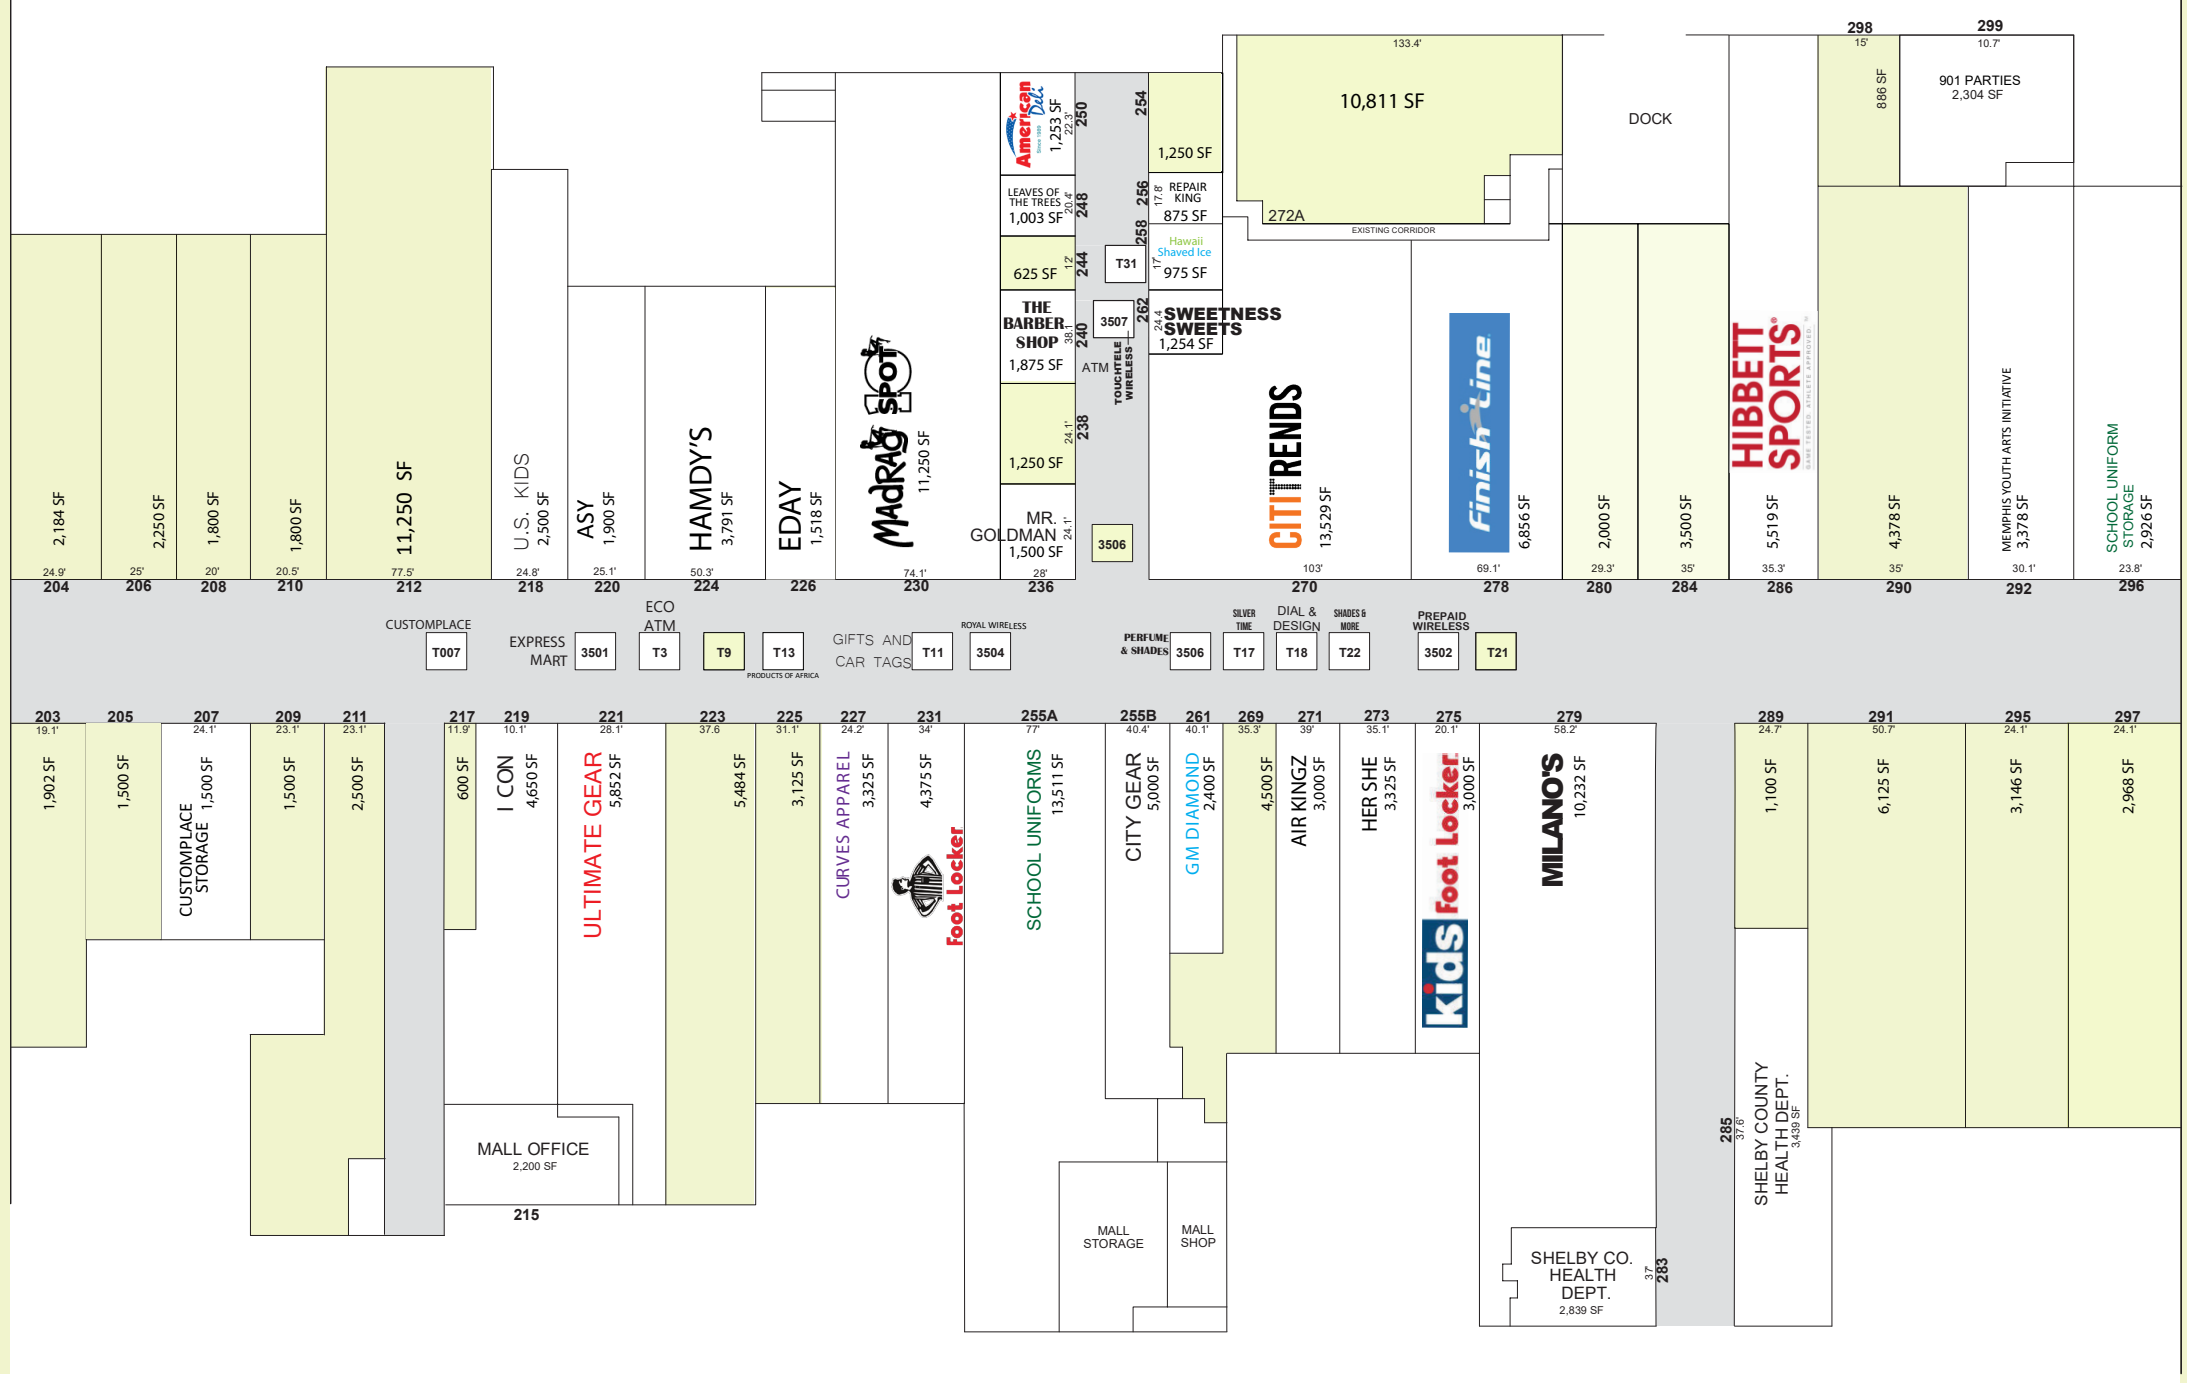 298
299
15'
10.7'
886 SF
901 PARTIES
2,304 SF
133.4'
10,811 SF
DOCK
272A
EXISTING CORRIDOR
American
Deli
Since 1989
1,253 SF
22.3'
250
LEAVES OF
THE TREES
1,003 SF
20.4'
248
625 SF
12'
244
THE
BARBER
SHOP
1,875 SF
38.1
240
1,250 SF
24.1'
238
MR.
GOLDMAN
1,500 SF
24.1'
28'
236
254
1,250 SF
256
17.8'
REPAIR
KING
875 SF
258
17'
Hawaii
Shaved Ice
975 SF
262
24.4
SWEETNESS
SWEETS
1,254 SF
T31
3507
ATM
TOUCHTELE
WIRELESS
3506
2,184 SF
24.9'
204
2,250 SF
25'
206
1,800 SF
20'
208
1,800 SF
20.5'
210
11,250 SF
77.5'
212
U.S. KIDS
2,500 SF
24.8'
218
ASY
1,900 SF
25.1'
220
HAMDY'S
3,791 SF
50.3'
224
EDAY
1,518 SF
226
MADRAG
10 SPOT
11,250 SF
74.1'
230
CITITRENDS
13,529 SF
103'
270
Finish Line
6,856 SF
69.1'
278
2,000 SF
29.3'
280
3,500 SF
35'
284
HIBBETT
SPORTS®
GAME TESTED. ATHLETE APPROVED.
5,519 SF
35.3'
286
4,378 SF
35'
290
MEMPHIS YOUTH ARTS INITIATIVE
3,378 SF
30.1'
292
SCHOOL UNIFORM
STORAGE
2,926 SF
23.8'
296
CUSTOMPLACE
T007
EXPRESS
MART
3501
ECO
ATM
T3
T9
T13
PRODUCTS OF AFRICA
GIFTS AND
CAR TAGS
T11
ROYAL WIRELESS
3504
PERFUME
& SHADES
3506
SILVER
TIME
T17
DIAL &
DESIGN
T18
SHADES &
MORE
T22
PREPAID
WIRELESS
3502
T21
203
19.1'
1,902 SF
205
1,500 SF
207
24.1'
CUSTOMPLACE
STORAGE
1,500 SF
209
23.1'
1,500 SF
211
23.1'
2,500 SF
217
11.9'
600 SF
219
10.1'
I CON
4,650 SF
221
28.1'
ULTIMATE GEAR
5,852 SF
223
37.6
5,484 SF
225
31.1'
3,125 SF
227
24.2'
CURVES APPAREL
3,325 SF
231
34'
4,375 SF
Foot Locker
255A
77'
SCHOOL UNIFORMS
13,511 SF
255B
40.4'
CITY GEAR
5,000 SF
261
40.1'
GM DIAMOND
2,400 SF
269
35.3'
4,500 SF
271
39'
AIR KINGZ
3,000 SF
273
35.1'
HER SHE
3,325 SF
275
20.1'
kids Foot Locker
3,000 SF
279
58.2'
MILANO'S
10,232 SF
289
24.7'
1,100 SF
291
50.7'
6,125 SF
295
24.1'
3,146 SF
297
24.1'
2,968 SF
MALL OFFICE
2,200 SF
215
MALL
STORAGE
MALL
SHOP
SHELBY CO.
HEALTH
DEPT.
2,839 SF
37'
283
285
37.6'
SHELBY COUNTY
HEALTH DEPT.
3,439 SF